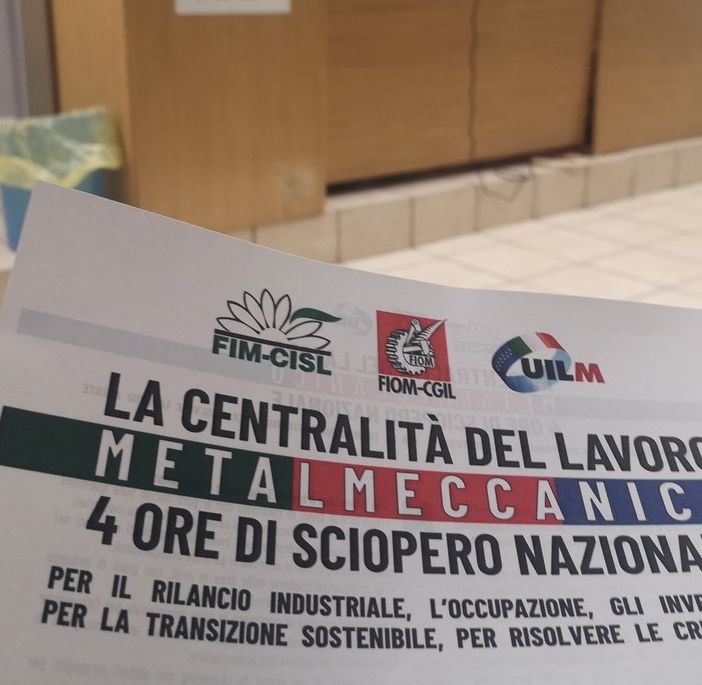 FIM-CISL
FIOM
FIOM-CGIL
UILM
LA CENTRALITÀ DEL LAVORO
METALMECCANIC
4 ORE DI SCIOPERO NAZIONA
PER IL RILANCIO INDUSTRIALE, L'OCCUPAZIONE, GLI INVE
PER LA TRANSIZIONE SOSTENIBILE, PER RISOLVERE LE CR